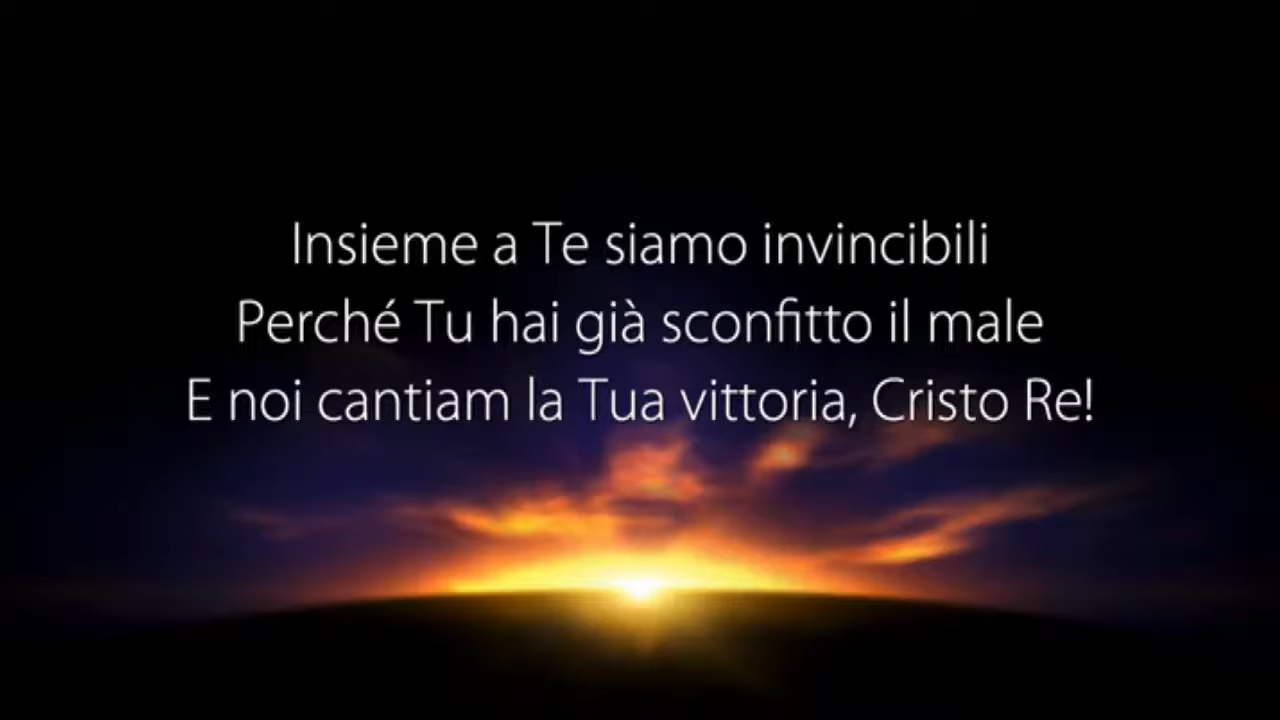 Insieme a Te siamo invincibili
Perché Tu hai già sconfitto il male
E noi cantiam la Tua vittoria, Cristo Re!